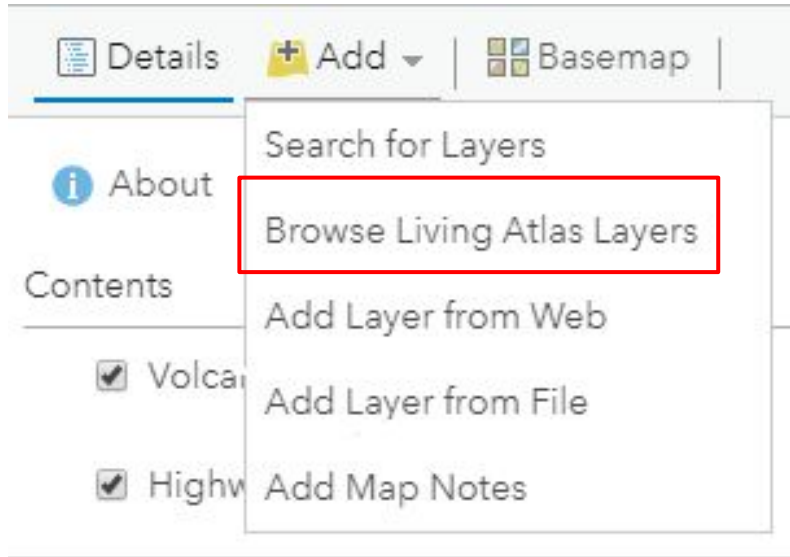 Details Add Basemap
Search for Layers
About
Browse Living Atlas Layers
Contents
Add Layer from Web
Add Layer from File
Add Map Notes